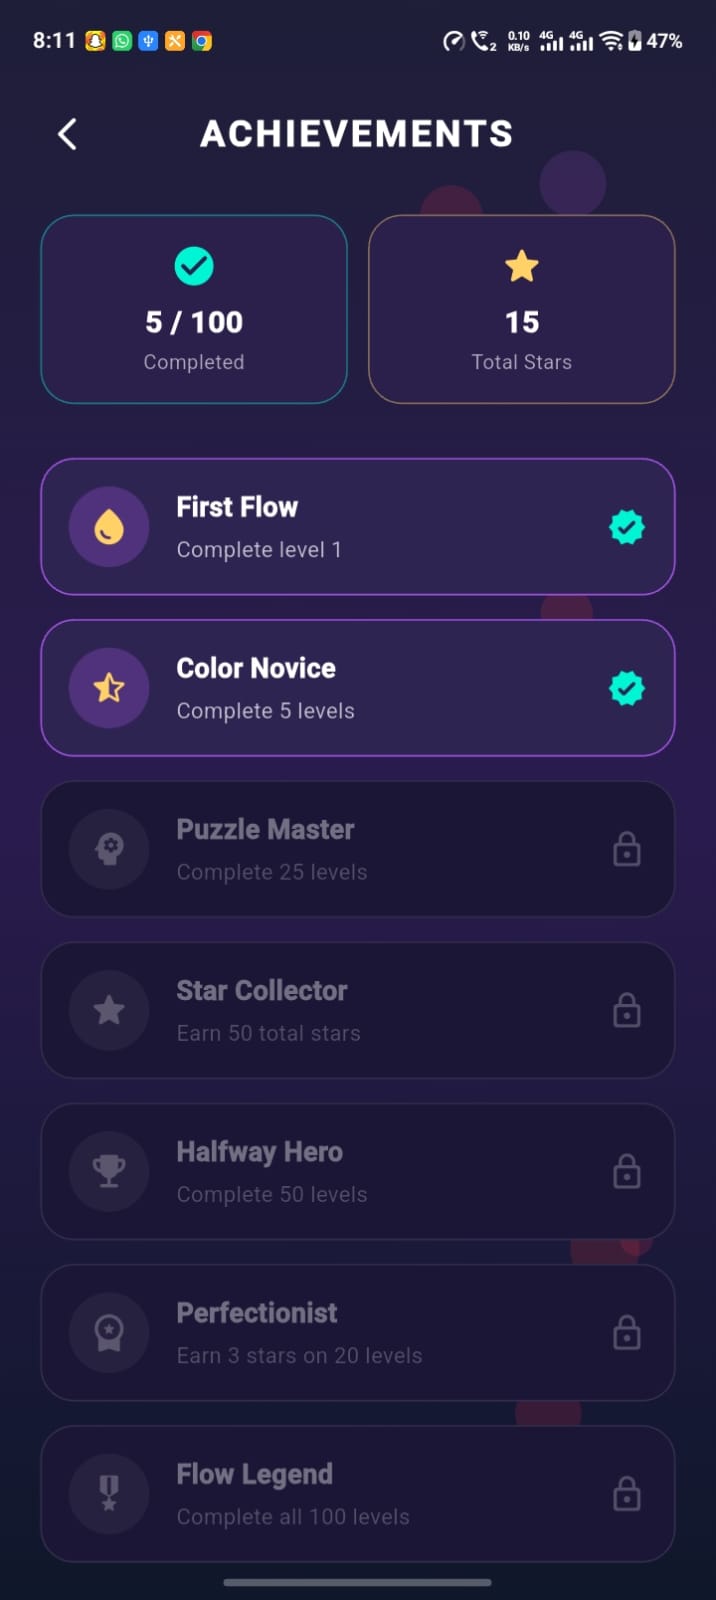 8:11 2 0.10 KB/s 4G 4G 47%
ACHIEVEMENTS
5 / 100
Completed
15
Total Stars
First Flow
Complete level 1
Color Novice
Complete 5 levels
Puzzle Master
Complete 25 levels
Star Collector
Earn 50 total stars
Halfway Hero
Complete 50 levels
Perfectionist
Earn 3 stars on 20 levels
Flow Legend
Complete all 100 levels